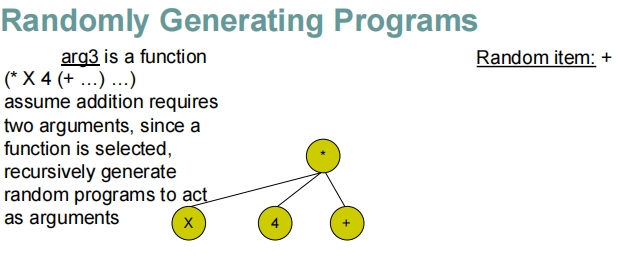 Randomly Generating Programs
arg3 is a function
Random item: +
(* X 4 (+ …) …)
assume addition requires
two arguments, since a
function is selected,
recursively generate
random programs to act
as arguments
*
X
4
+